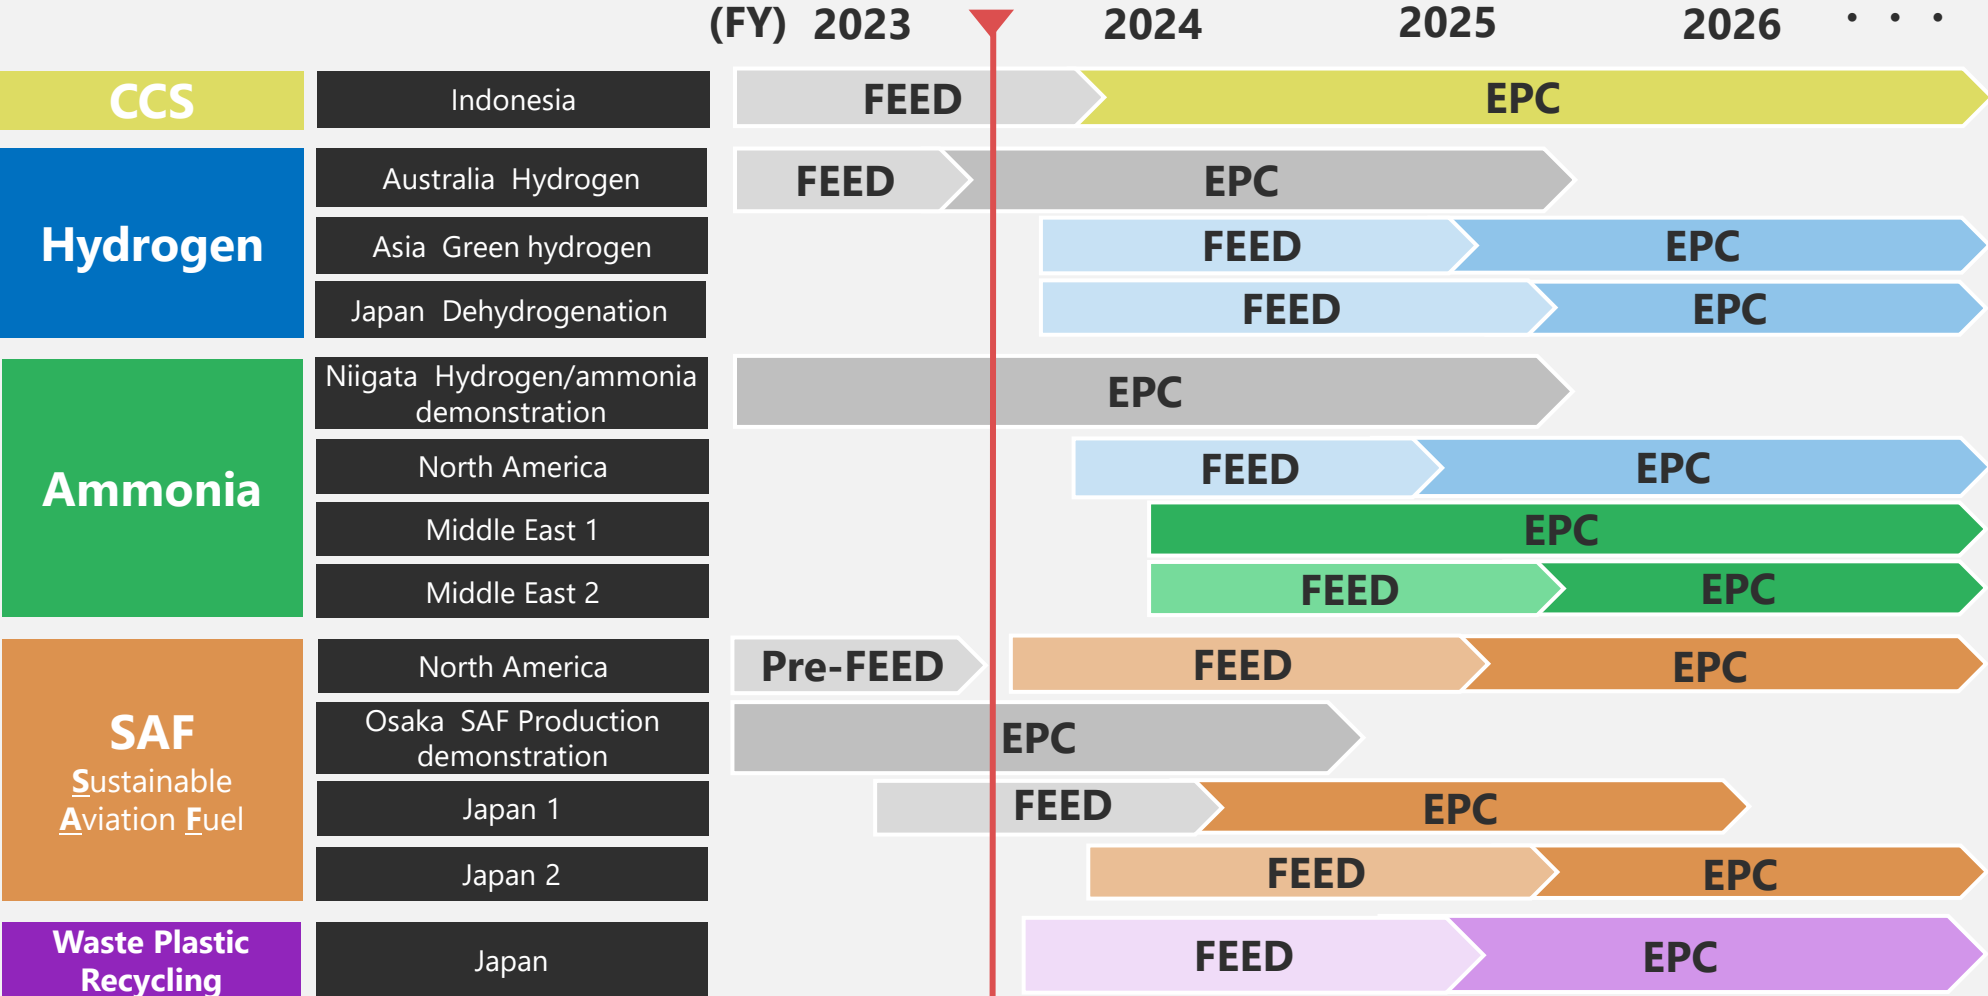 (FY) 2023 2024 2025 2026 · · ·
CCS
Indonesia
FEED EPC
Hydrogen
Australia Hydrogen
FEED EPC
Asia Green hydrogen
FEED EPC
Japan Dehydrogenation
FEED EPC
Ammonia
Niigata Hydrogen/ammonia
demonstration
EPC
North America
FEED EPC
Middle East 1
EPC
Middle East 2
FEED EPC
SAF
Sustainable
Aviation Fuel
North America
Pre-FEED FEED EPC
Osaka SAF Production
demonstration
EPC
Japan 1
FEED EPC
Japan 2
FEED EPC
Waste Plastic
Recycling
Japan
FEED EPC